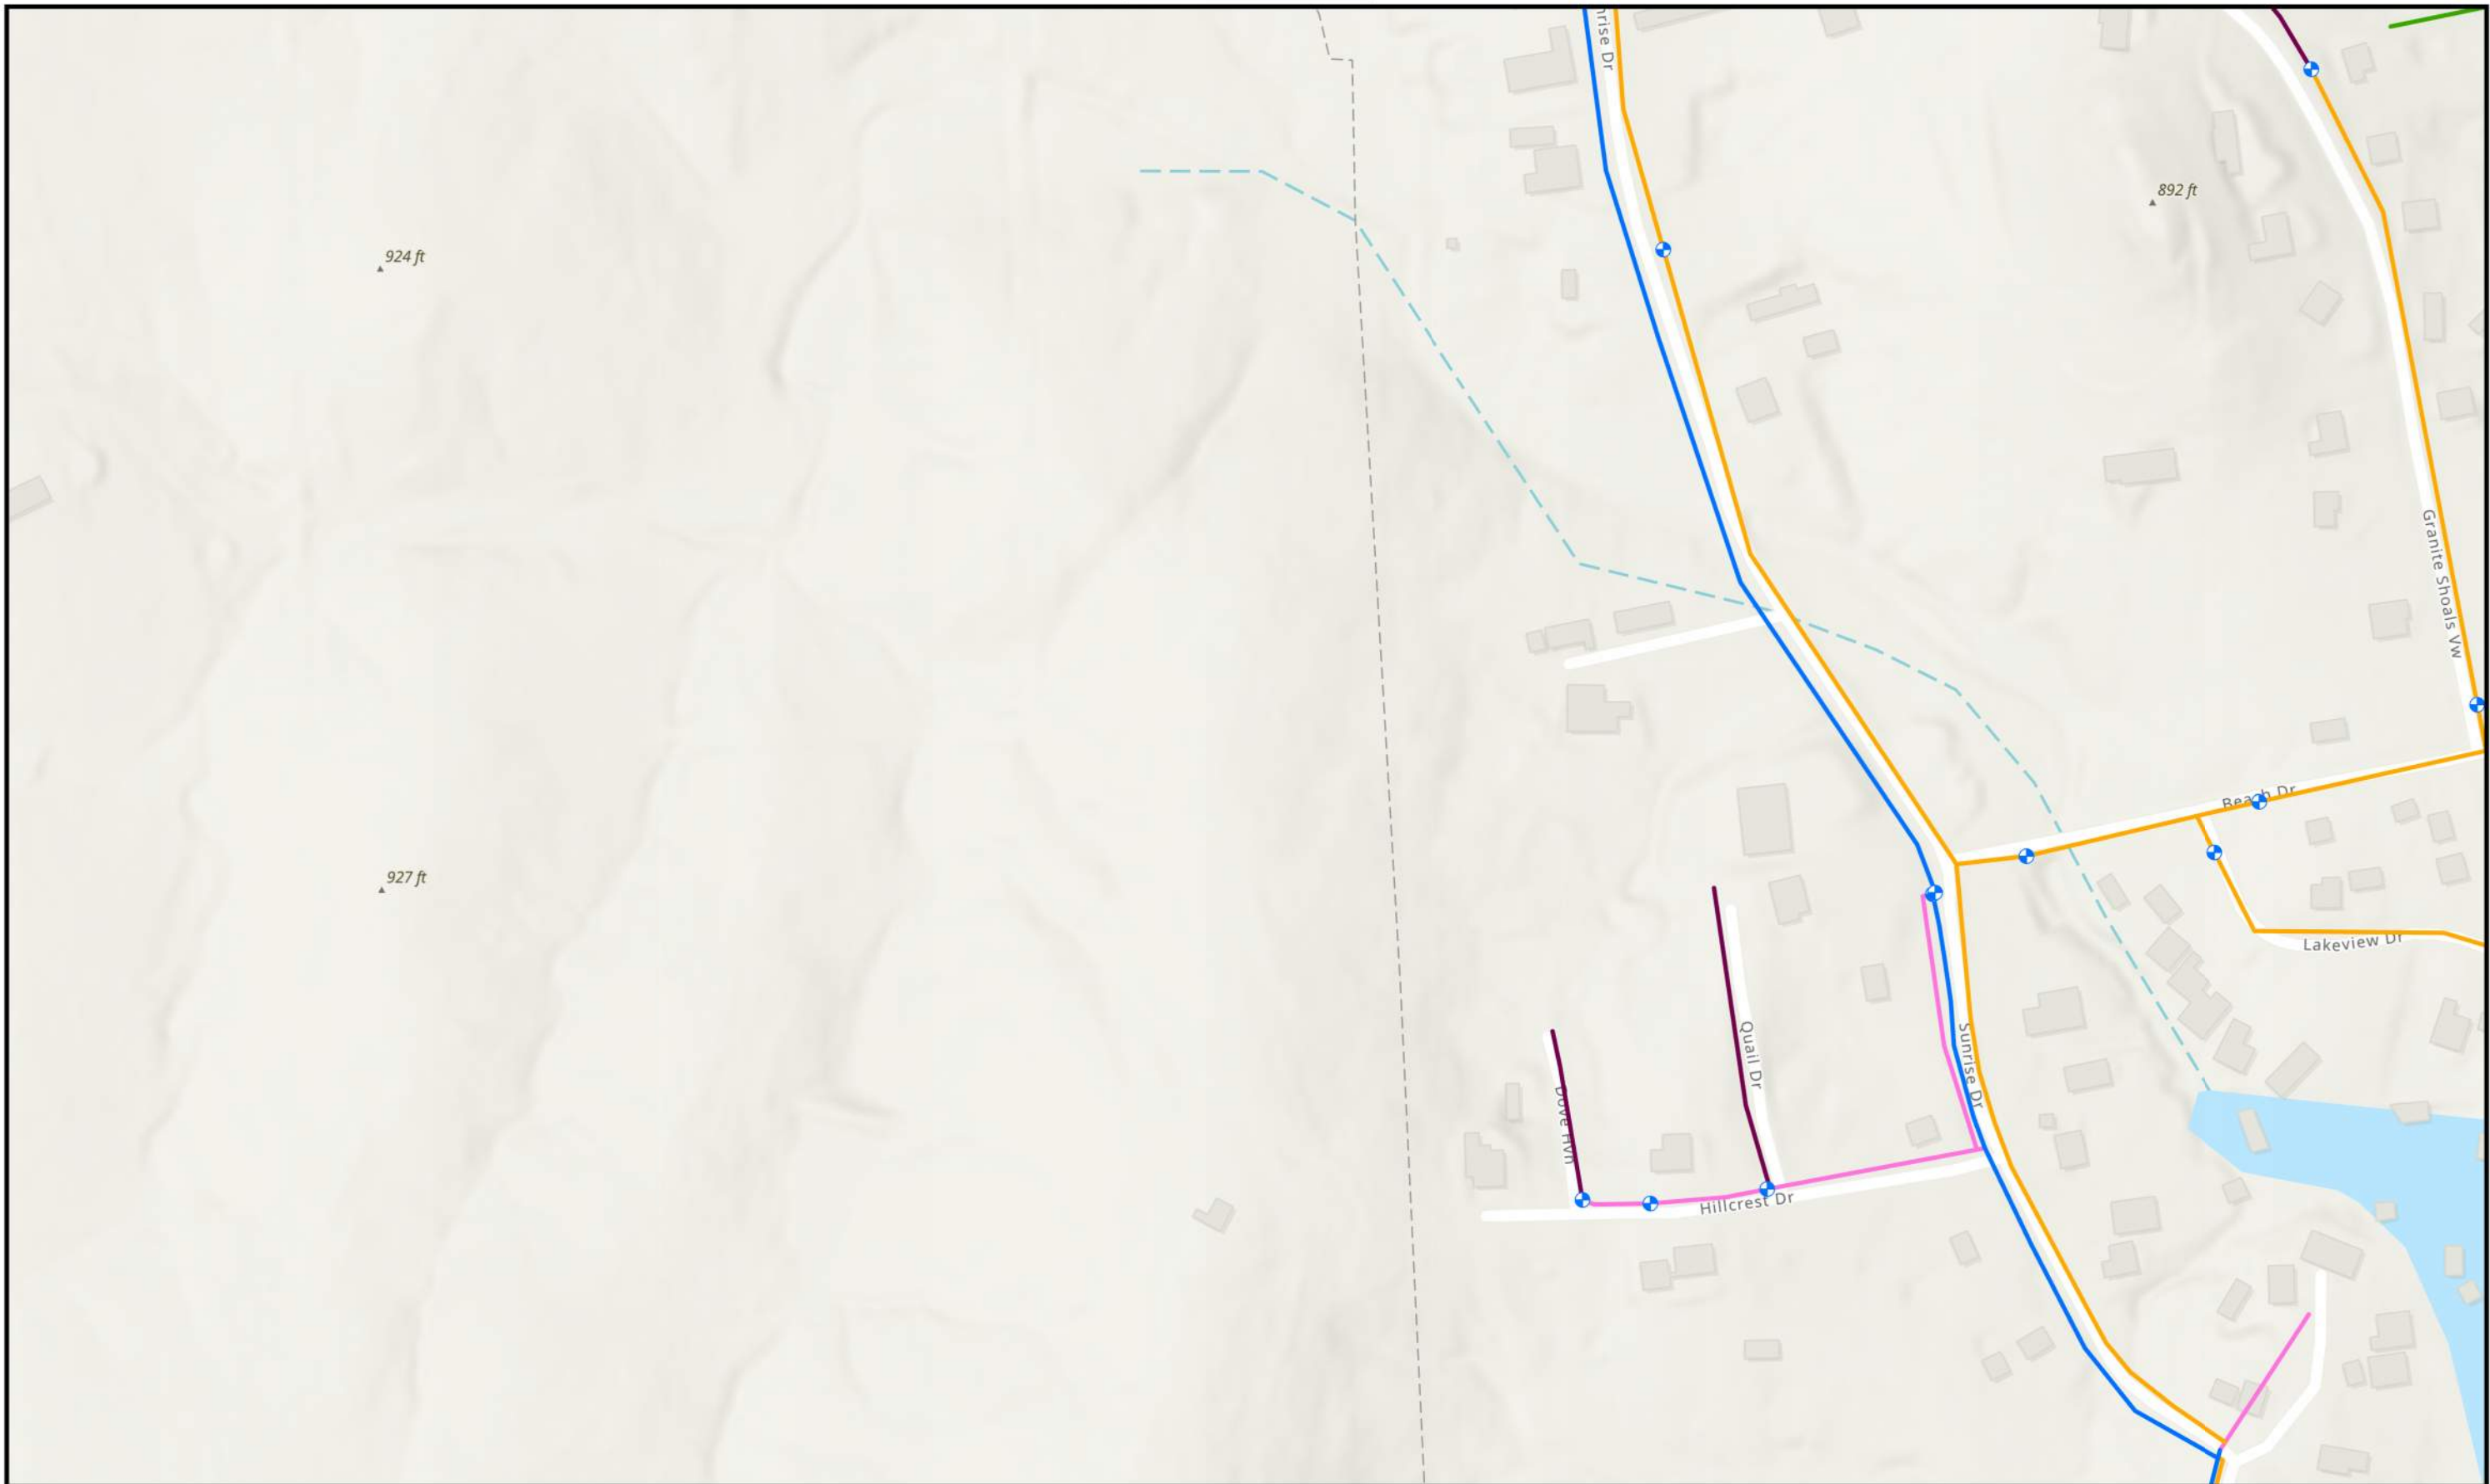 nrise Dr
892 ft
924 ft
Granite Shoals Vw
Beach Dr
927 ft
Lakeview Dr
Quail Dr
Sunrise Dr
Dove Hvn
Hillcrest Dr